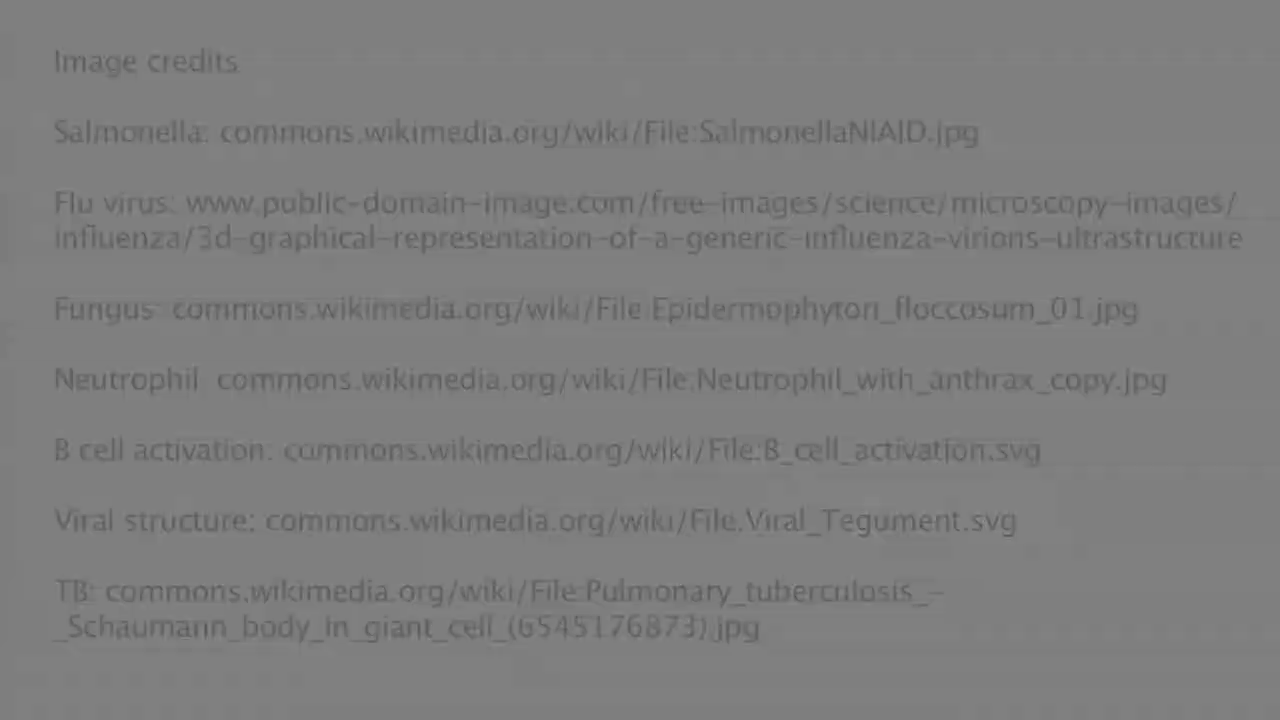 Image credits
Salmonella: commons.wikimedia.org/wiki/File:SalmonellaNIAID.jpg
Flu virus: www.public-domain-image.com/free-images/science/microscopy-images/
influenza/3d-graphical-representation-of-a-generic-influenza-virions-ultrastructure
Fungus: commons.wikimedia.org/wiki/File:Epidermophyton_floccosum_01.jpg
Neutrophil: commons.wikimedia.org/wiki/File:Neutrophil_with_anthrax_copy.jpg
B cell activation: commons.wikimedia.org/wiki/File:B_cell_activation.svg
Viral structure: commons.wikimedia.org/wiki/File:Viral_Tegument.svg
TB: commons.wikimedia.org/wiki/File:Pulmonary_tuberculosis_-
_Schaumann_body_in_giant_cell_(6545176873).jpg